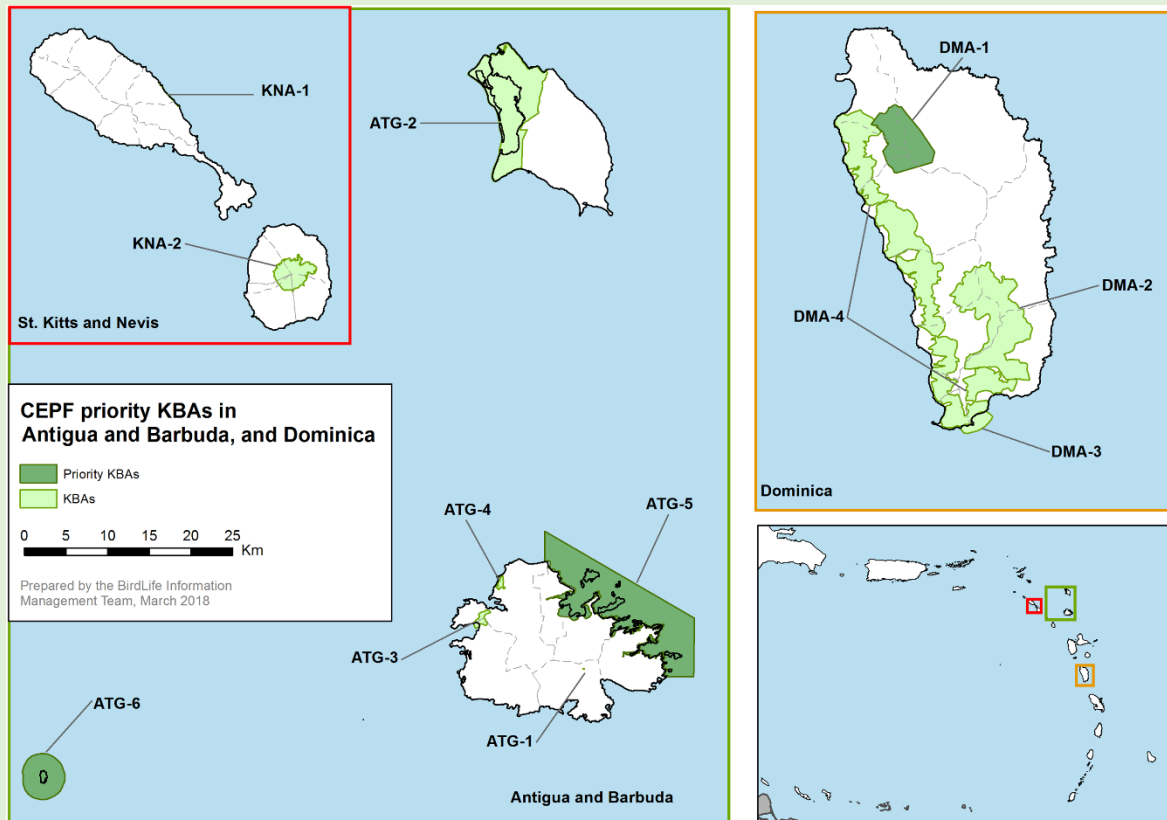 KNA-1
KNA-2
St. Kitts and Nevis
ATG-2
DMA-1
DMA-2
DMA-4
DMA-3
Dominica
CEPF priority KBAs in
Antigua and Barbuda, and Dominica
Priority KBAs
KBAs
0 5 10 15 20 25
Km
Prepared by the BirdLife Information
Management Team, March 2018
ATG-4
ATG-5
ATG-3
ATG-6
ATG-1
Antigua and Barbuda